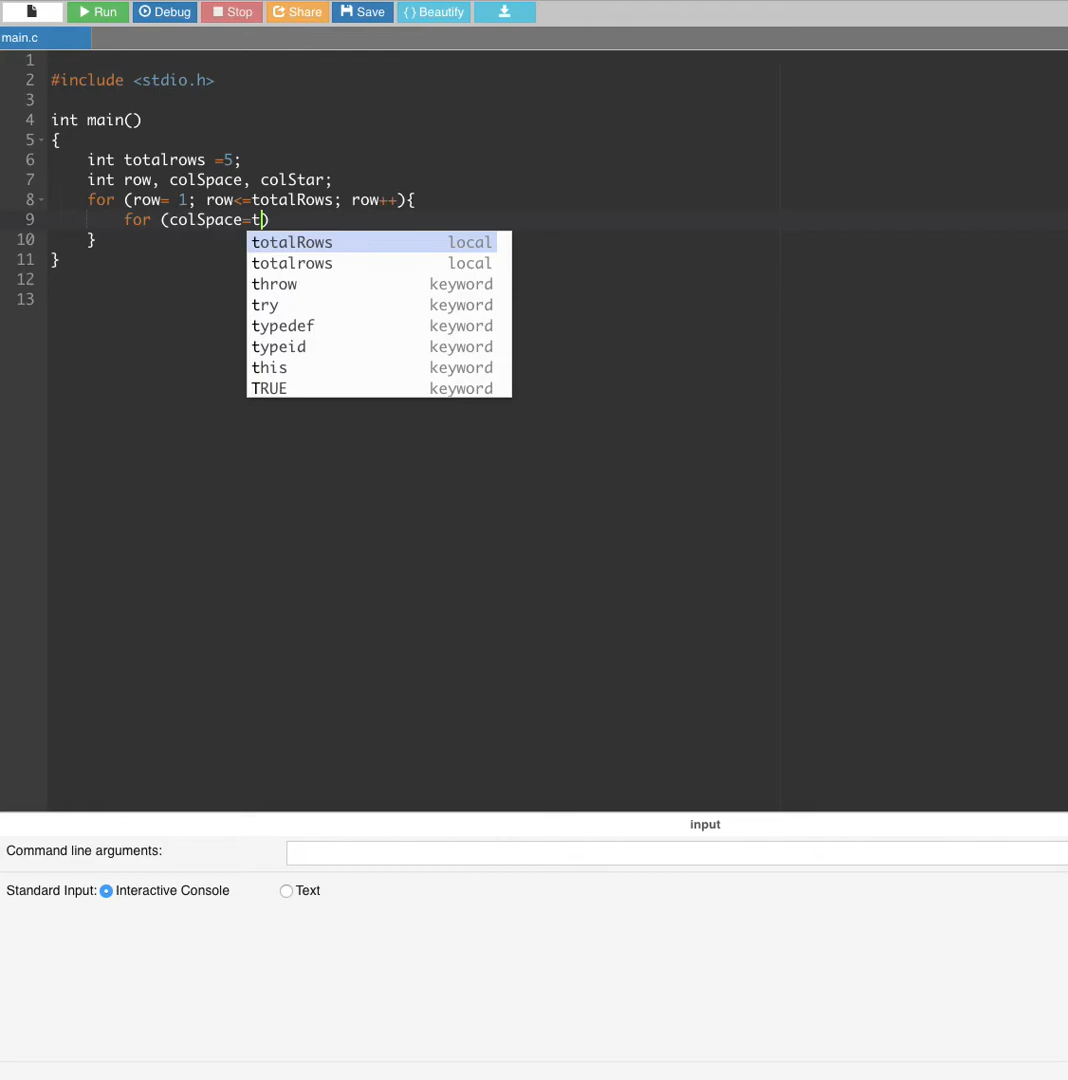 Run Debug Stop Share Save { } Beautify
main.c
1
2 #include <stdio.h>
3
4 int main()
5 {
6 int totalrows =5;
7 int row, colSpace, colStar;
8 for (row= 1; row<=totalRows; row++){
9 for (colSpace=t)
10 }
11 }
12
13
totalRows local
totalrows local
throw keyword
try keyword
typedef keyword
typeid keyword
this keyword
TRUE keyword
input
Command line arguments:
Standard Input: Interactive Console Text